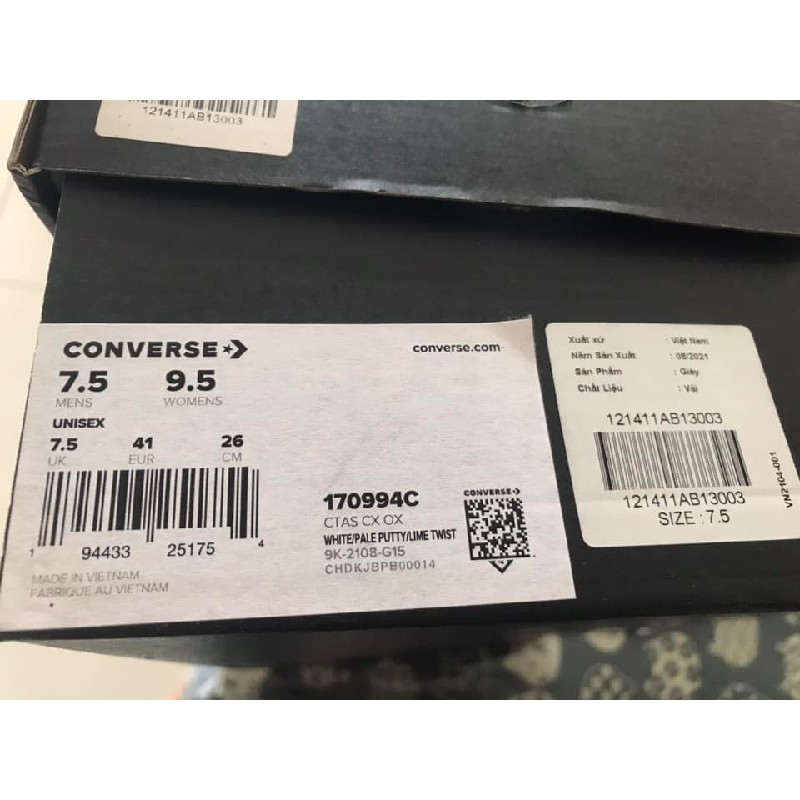 121411AB13003
CONVERSE
converse.com
7.5 9.5
MENS WOMENS
UNISEX
7.5 41 26
UK EUR CM
1 94433 25175 4
MADE IN VIETNAM
FABRIQUE AU VIETNAM
170994C
CTAS CX OX
WHITE/PALE PUTTY/LIME TWIST
9K-2108-G15
CHDKJBPB00014
CONVERSE
Xuất xứ : Việt Nam
Năm Sản Xuất : 08/2021
Sản Phẩm : Giày
Chất Liệu : Vải
121411AB13003
121411AB13003
SIZE : 7.5
VN2104-001